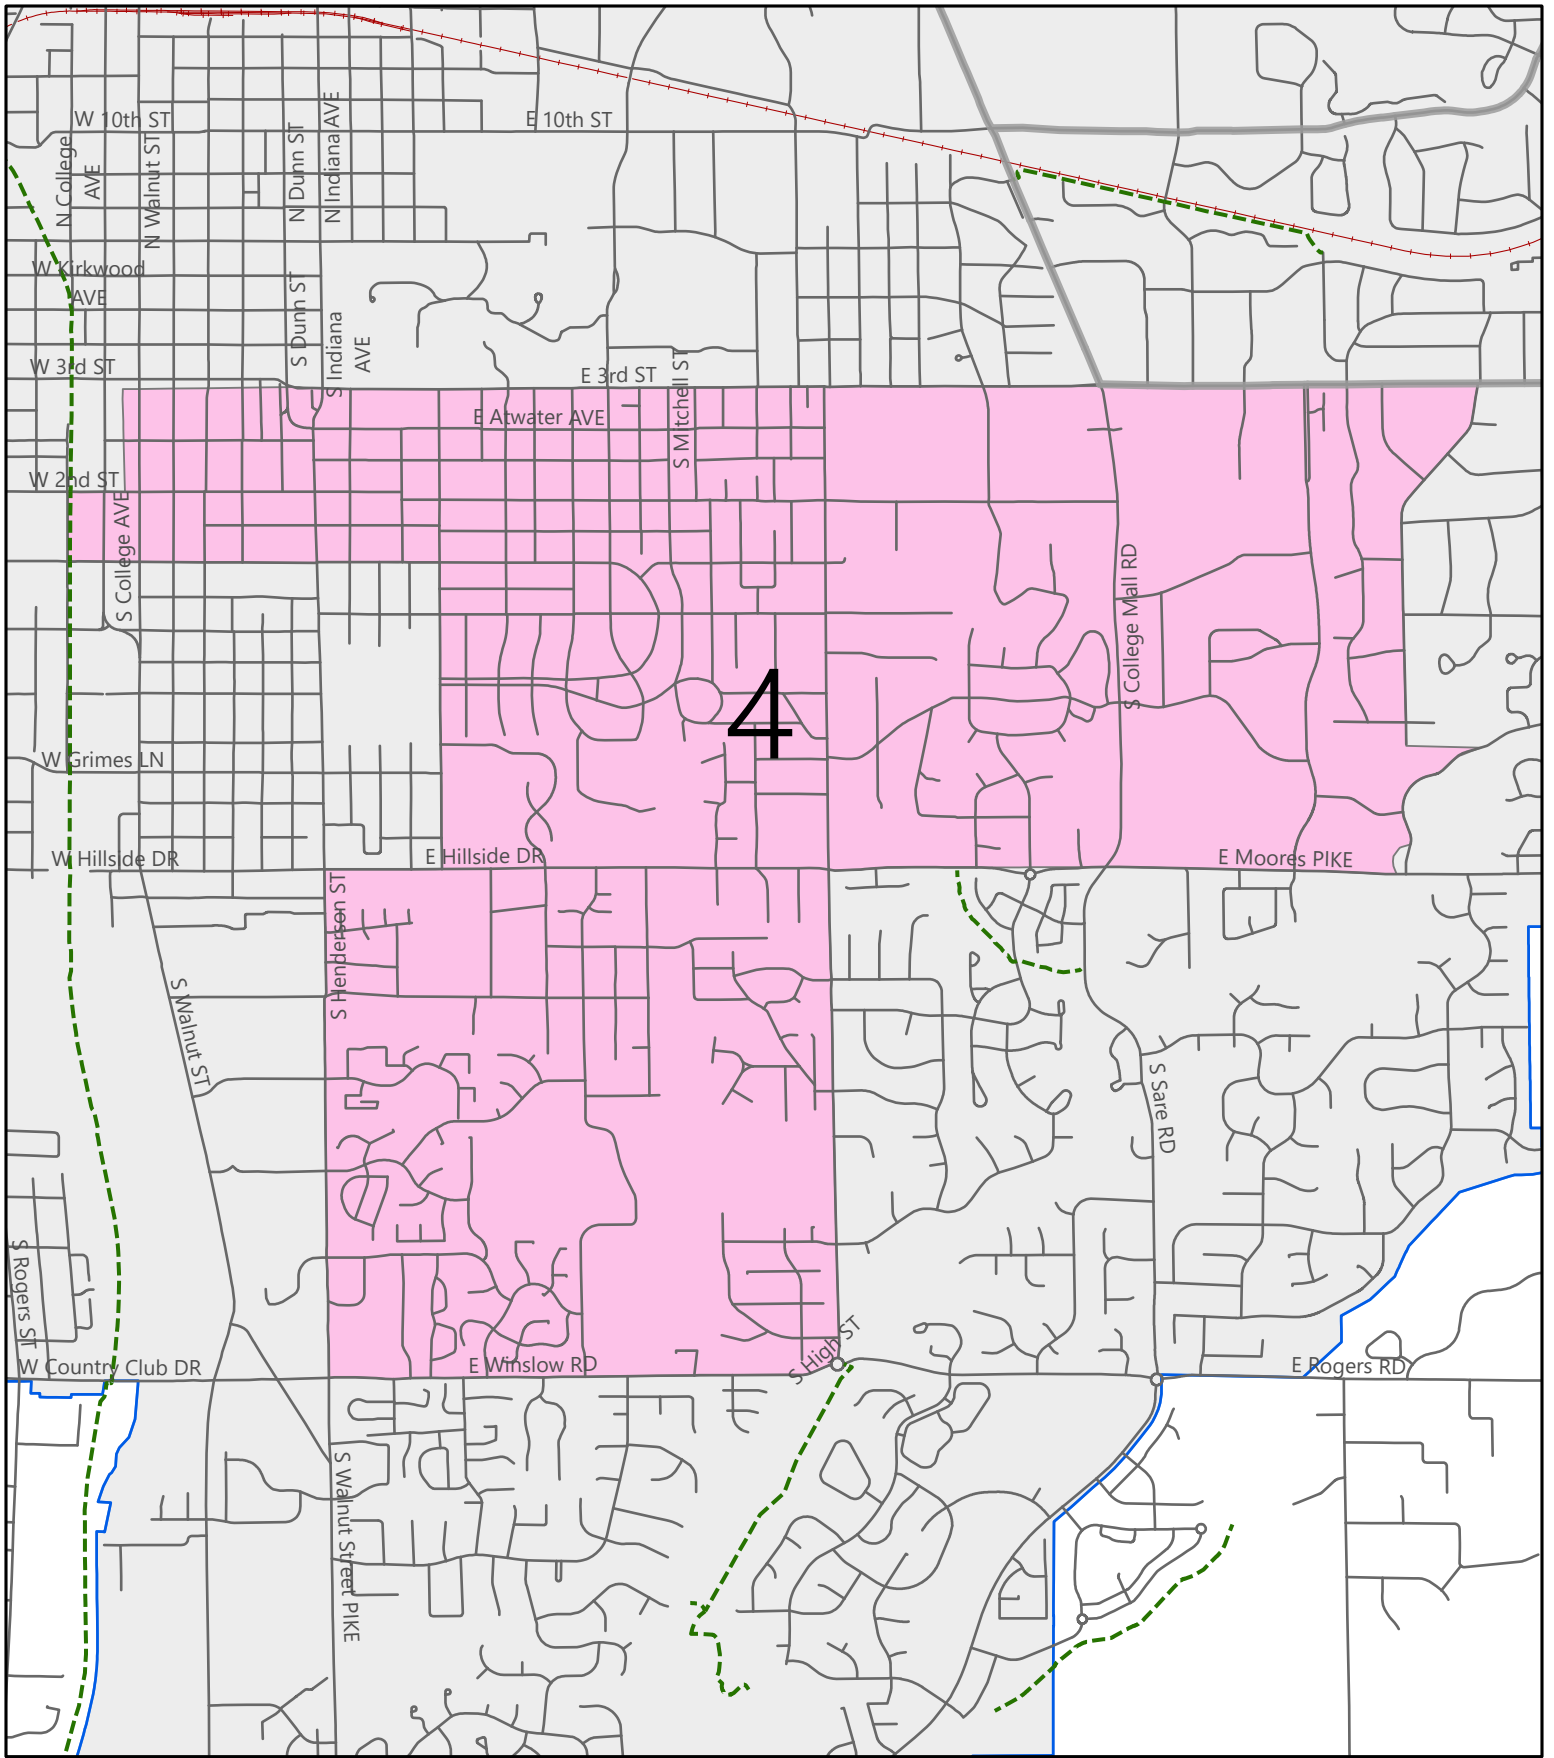 W 10th ST
E 10th ST
N College
AVE
N Walnut ST
N Dunn ST
N Indiana AVE
W Kirkwood
AVE
S Dunn ST
S Indiana
AVE
W 3rd ST
E 3rd ST
S Mitchell ST
E Atwater AVE
W 2nd ST
S College AVE
S College Mall RD
4
W Grimes LN
W Hillside DR
E Hillside DR
E Moores PIKE
S Henderson ST
S Walnut ST
S Sare RD
S Rogers ST
S High ST
W Country Club DR
E Winslow RD
E Rogers RD
S Walnut Street PIKE